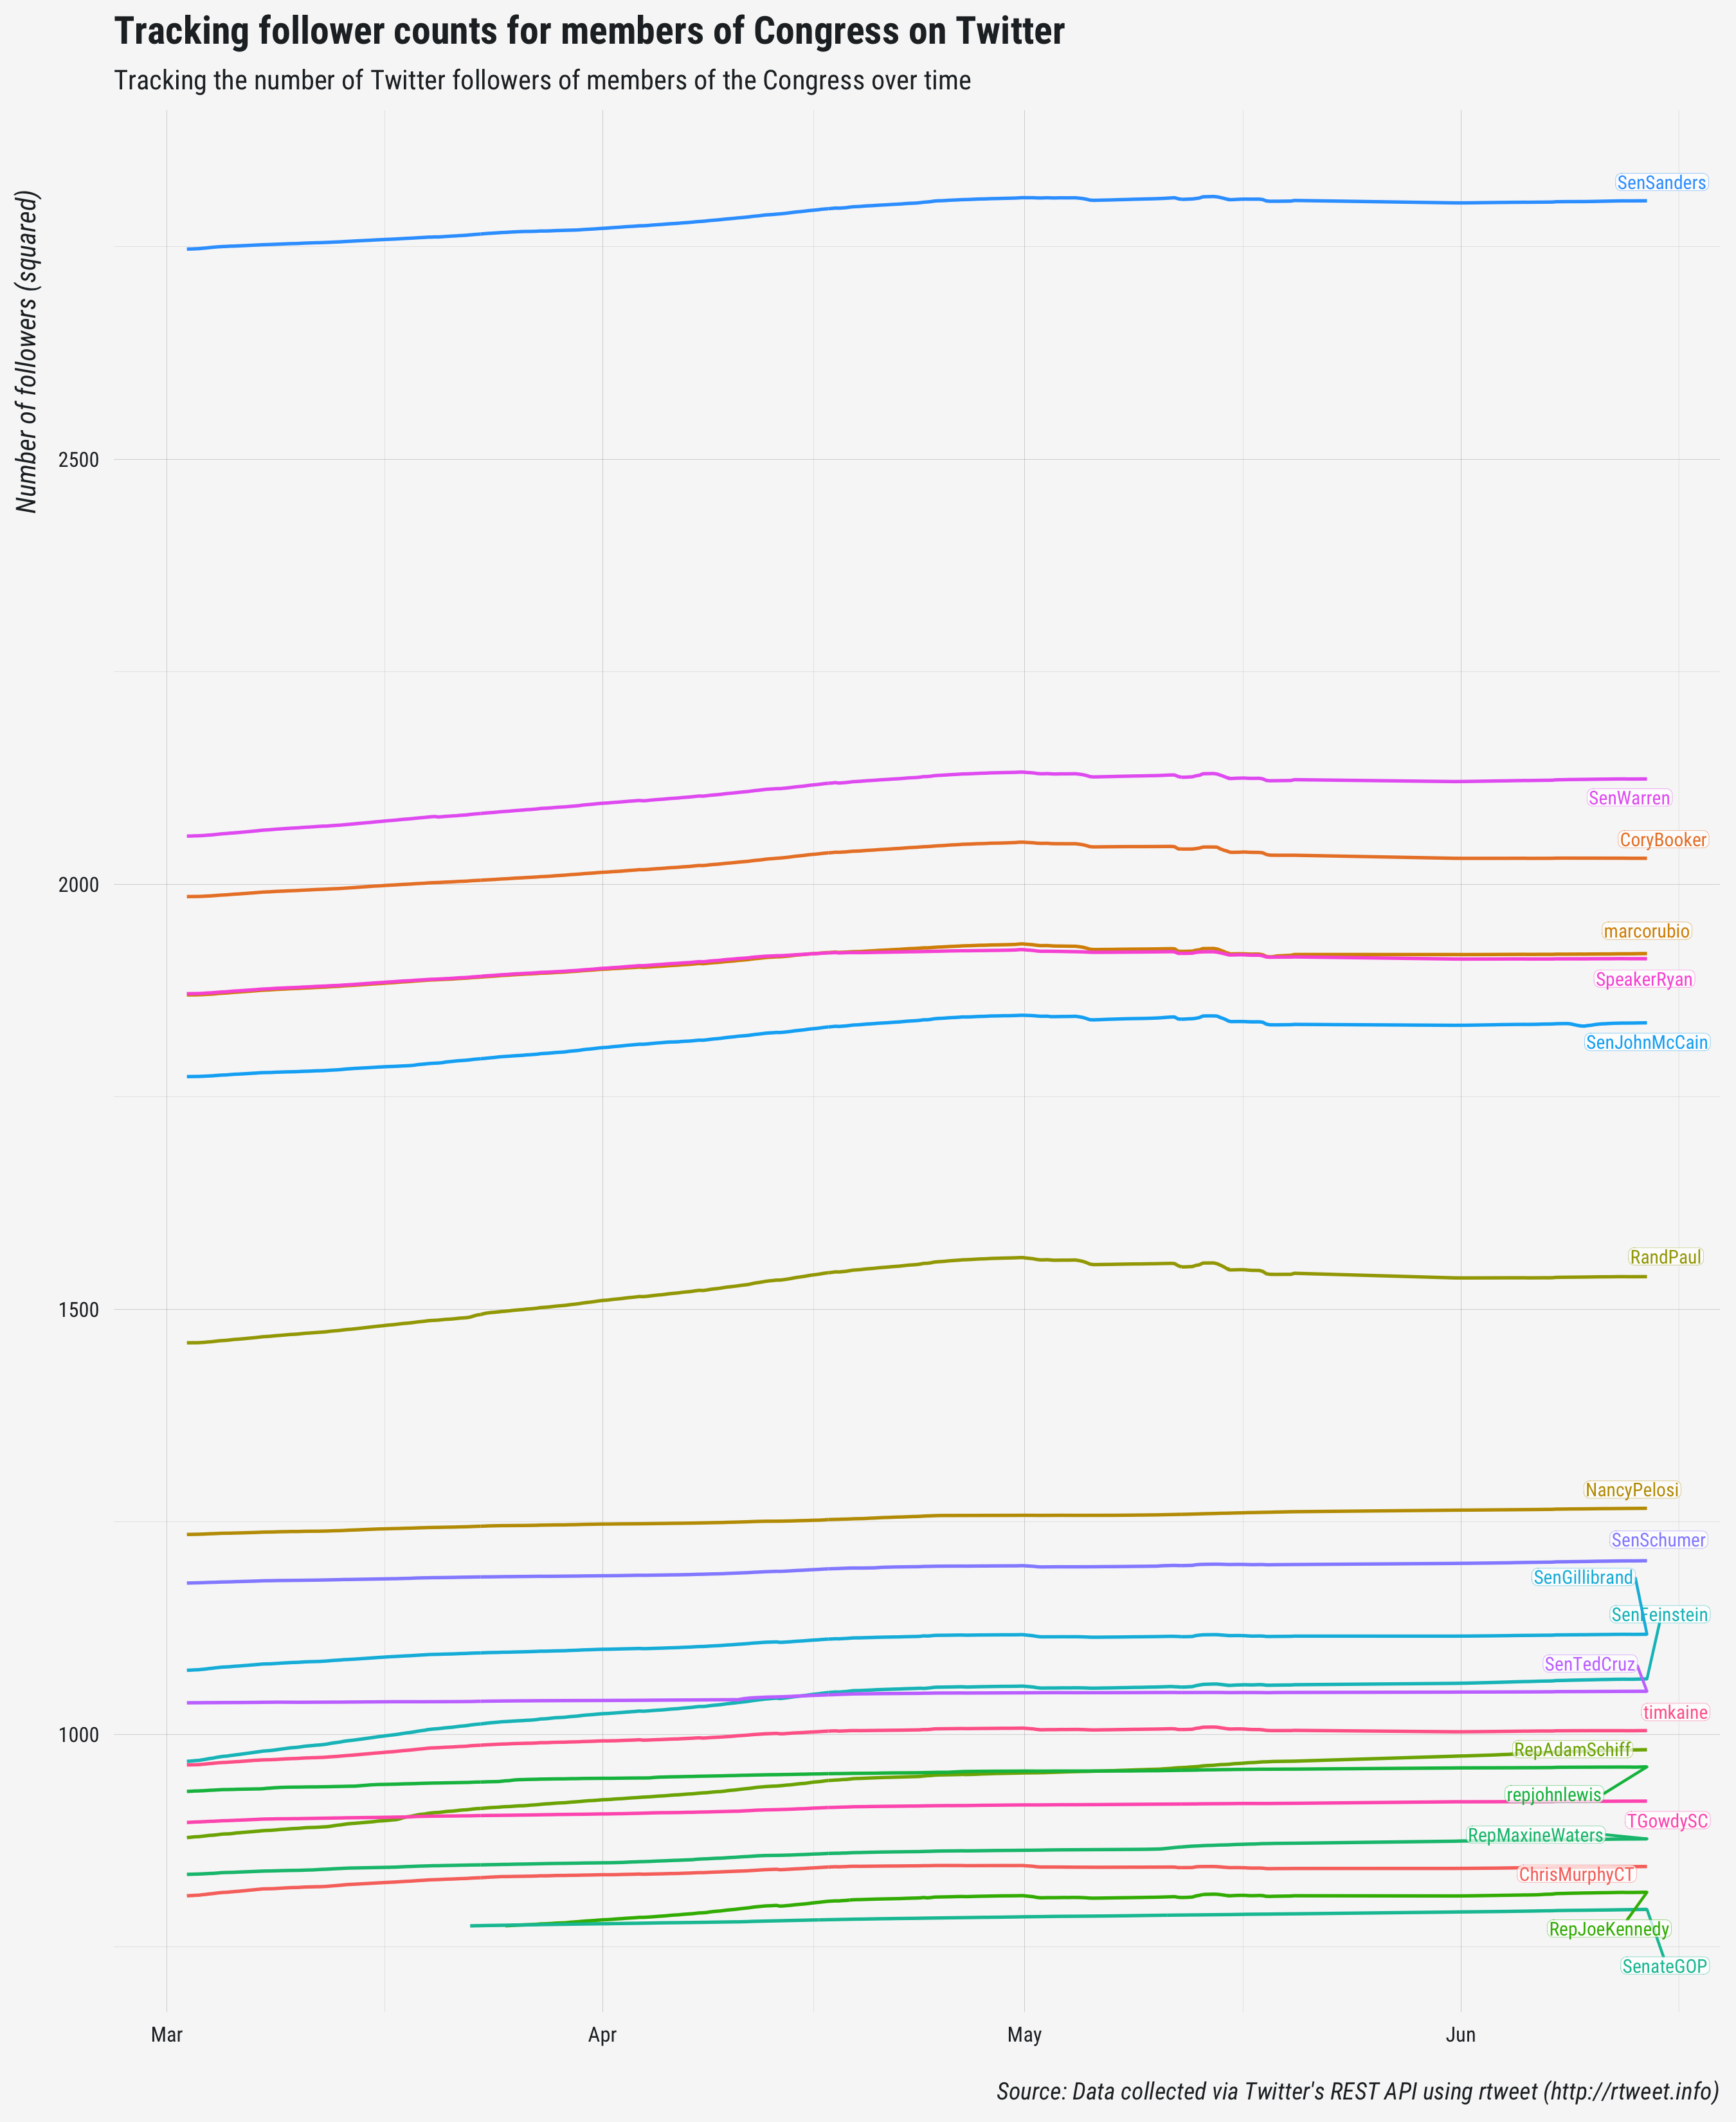 Tracking follower counts for members of Congress on Twitter
Tracking the number of Twitter followers of members of the Congress over time
Number of followers (squared)
2500
2000
1500
1000
SenSanders
SenWarren
CoryBooker
marcorubio
SpeakerRyan
SenJohnMcCain
RandPaul
NancyPelosi
SenSchumer
SenGillibrand
SenFeinstein
SenTedCruz
timkaine
RepAdamSchiff
repjohnlewis
TGowdySC
RepMaxineWaters
ChrisMurphyCT
RepJoeKennedy
SenateGOP
Mar
Apr
May
Jun
Source: Data collected via Twitter's REST API using rtweet (http://rtweet.info)